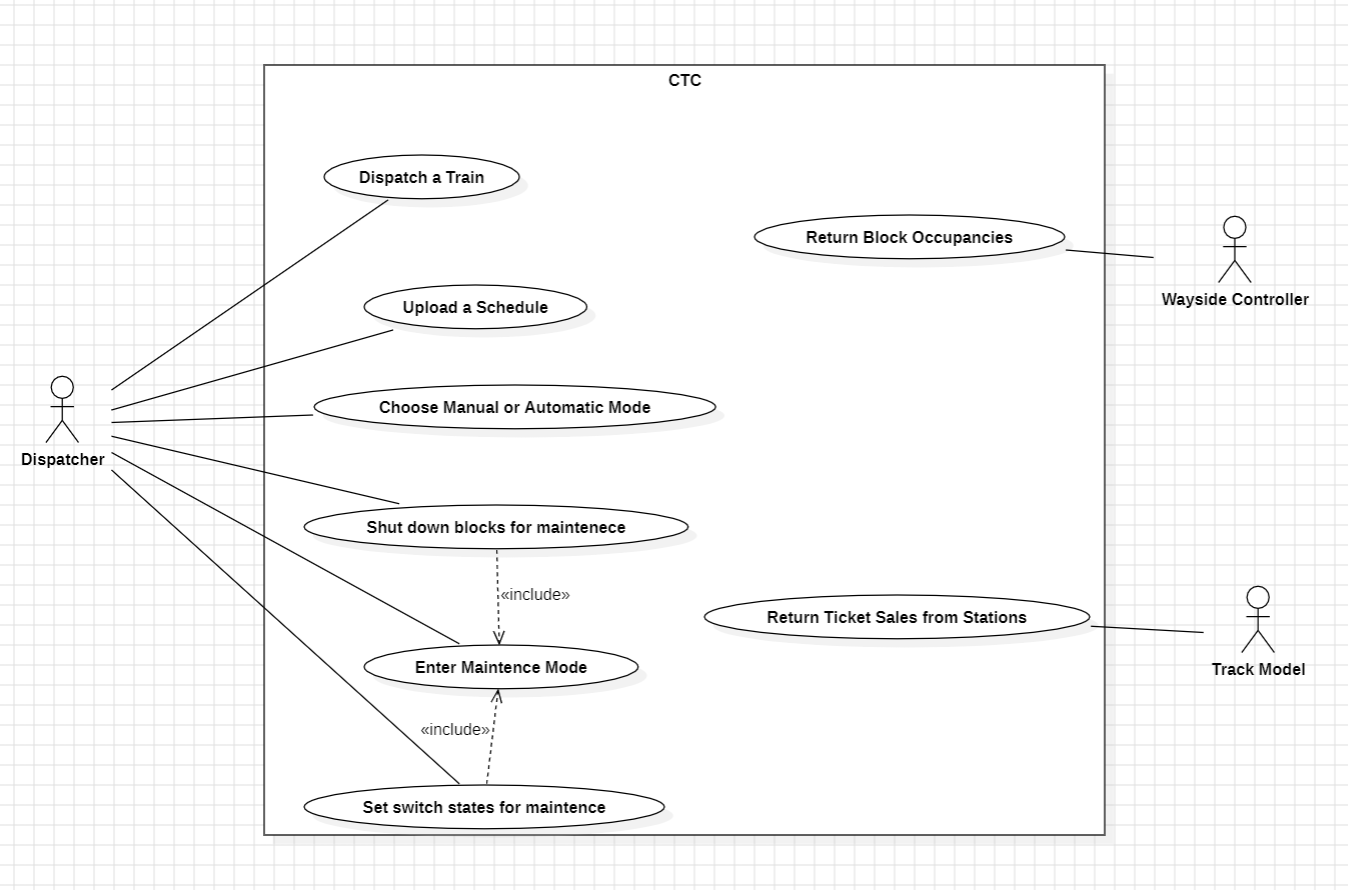 CTC
Dispatch a Train
Return Block Occupancies
Wayside Controller
Upload a Schedule
Choose Manual or Automatic Mode
Dispatcher
Shut down blocks for maintenece
«include»
Return Ticket Sales from Stations
Enter Maintence Mode
Track Model
«include»
Set switch states for maintence